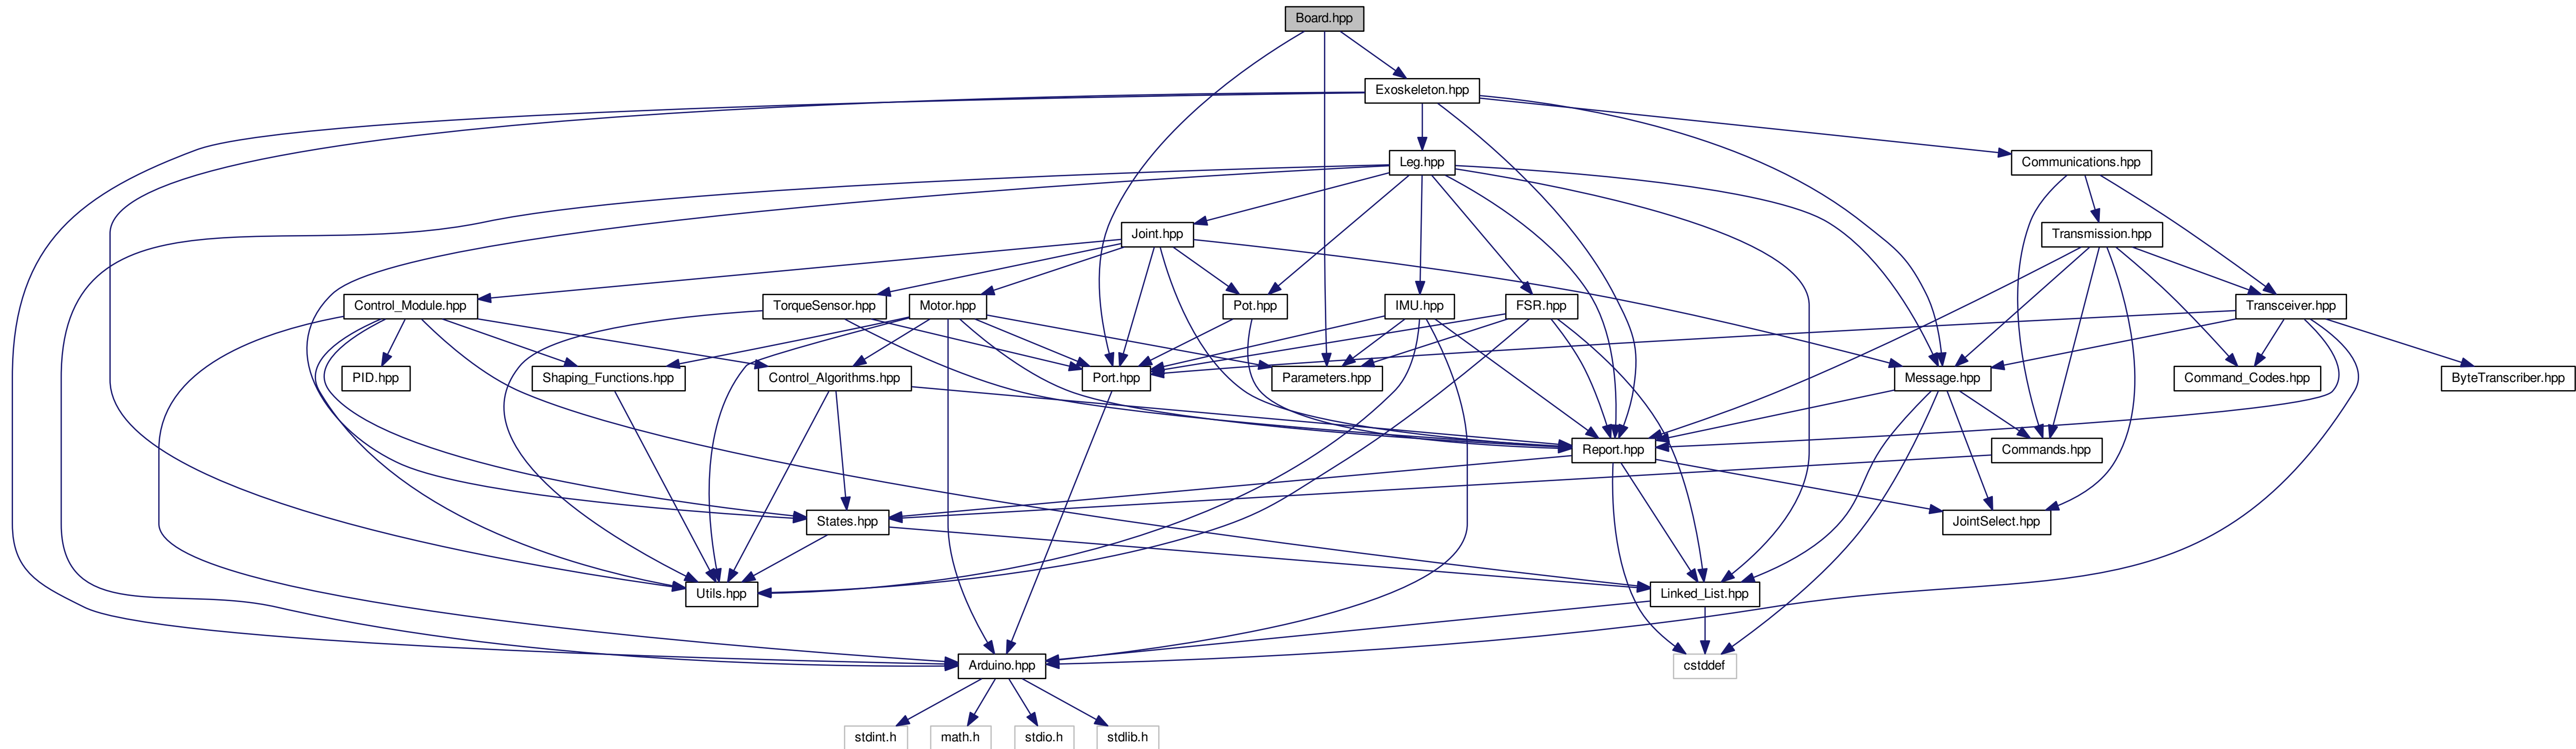 Board.hpp
Exoskeleton.hpp
Leg.hpp
Communications.hpp
Joint.hpp
Transmission.hpp
Control_Module.hpp
TorqueSensor.hpp
Motor.hpp
Pot.hpp
IMU.hpp
FSR.hpp
Transceiver.hpp
PID.hpp
Shaping_Functions.hpp
Control_Algorithms.hpp
Port.hpp
Parameters.hpp
Message.hpp
Command_Codes.hpp
ByteTranscriber.hpp
Report.hpp
Commands.hpp
States.hpp
JointSelect.hpp
Utils.hpp
Linked_List.hpp
Arduino.hpp
cstddef
stdint.h
math.h
stdio.h
stdlib.h